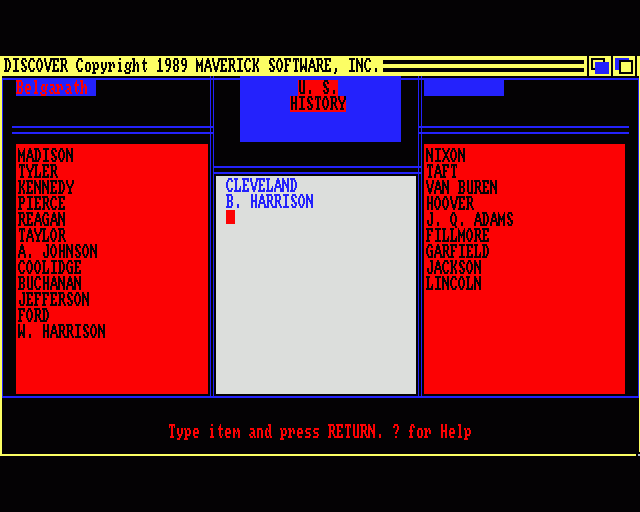 DISCOVER Copyright 1989 MAVERICK SOFTWARE, INC.
Belgarath
U. S.
HISTORY
MADISON
TYLER
KENNEDY
PIERCE
REAGAN
TAYLOR
A. JOHNSON
COOLIDGE
BUCHANAN
JEFFERSON
FORD
W. HARRISON
CLEVELAND
B. HARRISON
NIXON
TAFT
VAN BUREN
HOOVER
J. Q. ADAMS
FILLMORE
GARFIELD
JACKSON
LINCOLN
Type item and press RETURN. ? for Help